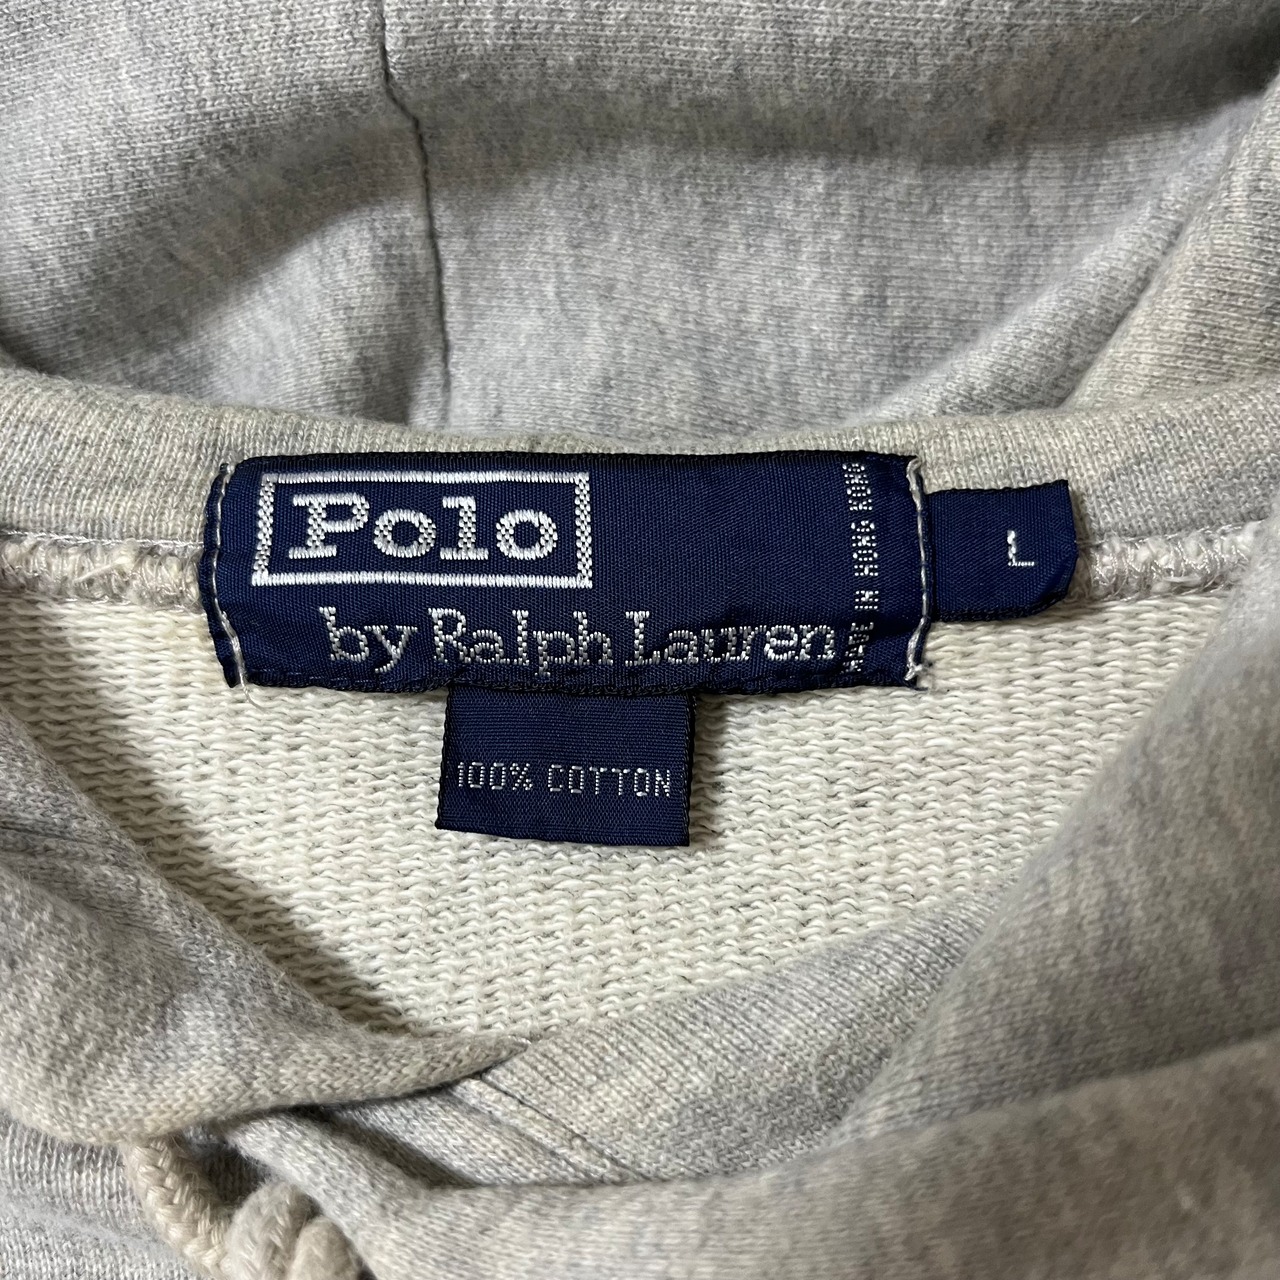 Polo
by Ralph Lauren
MADE IN HONG KONG
L
100% COTTON